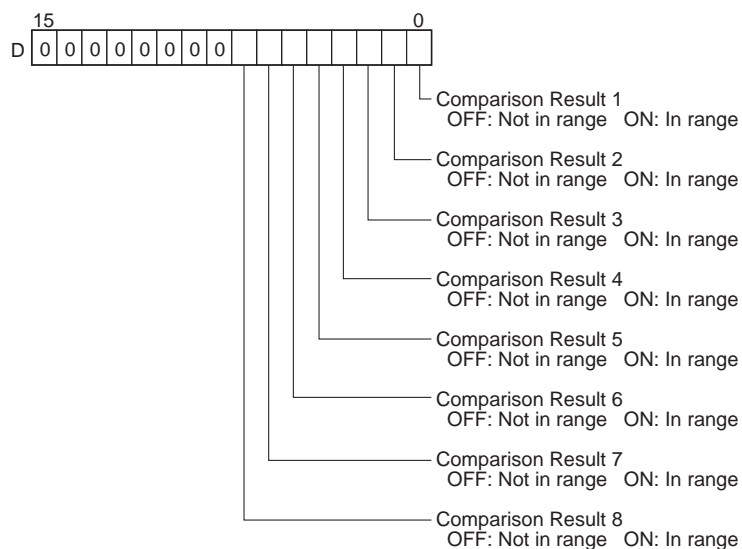 15 0
D 0 0 0 0 0 0 0 0
Comparison Result 1
OFF: Not in range ON: In range
Comparison Result 2
OFF: Not in range ON: In range
Comparison Result 3
OFF: Not in range ON: In range
Comparison Result 4
OFF: Not in range ON: In range
Comparison Result 5
OFF: Not in range ON: In range
Comparison Result 6
OFF: Not in range ON: In range
Comparison Result 7
OFF: Not in range ON: In range
Comparison Result 8
OFF: Not in range ON: In range